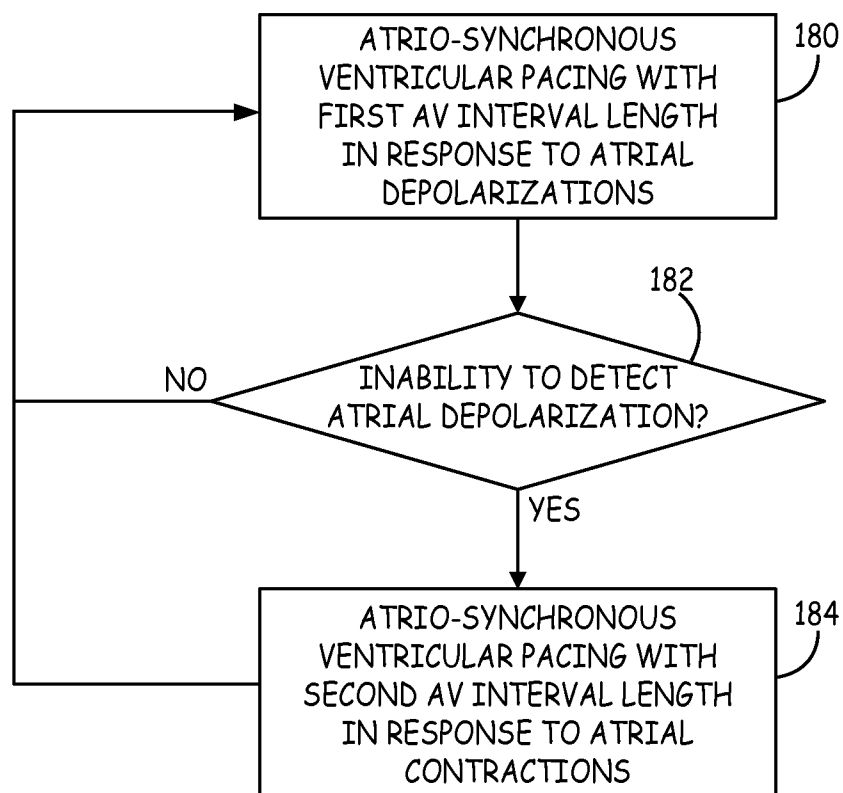 ATRIO-SYNCHRONOUS
VENTRICULAR PACING WITH
FIRST AV INTERVAL LENGTH
IN RESPONSE TO ATRIAL
DEPOLARIZATIONS
180
182
INABILITY TO DETECT
ATRIAL DEPOLARIZATION?
NO
YES
ATRIO-SYNCHRONOUS
VENTRICULAR PACING WITH
SECOND AV INTERVAL LENGTH
IN RESPONSE TO ATRIAL
CONTRACTIONS
184